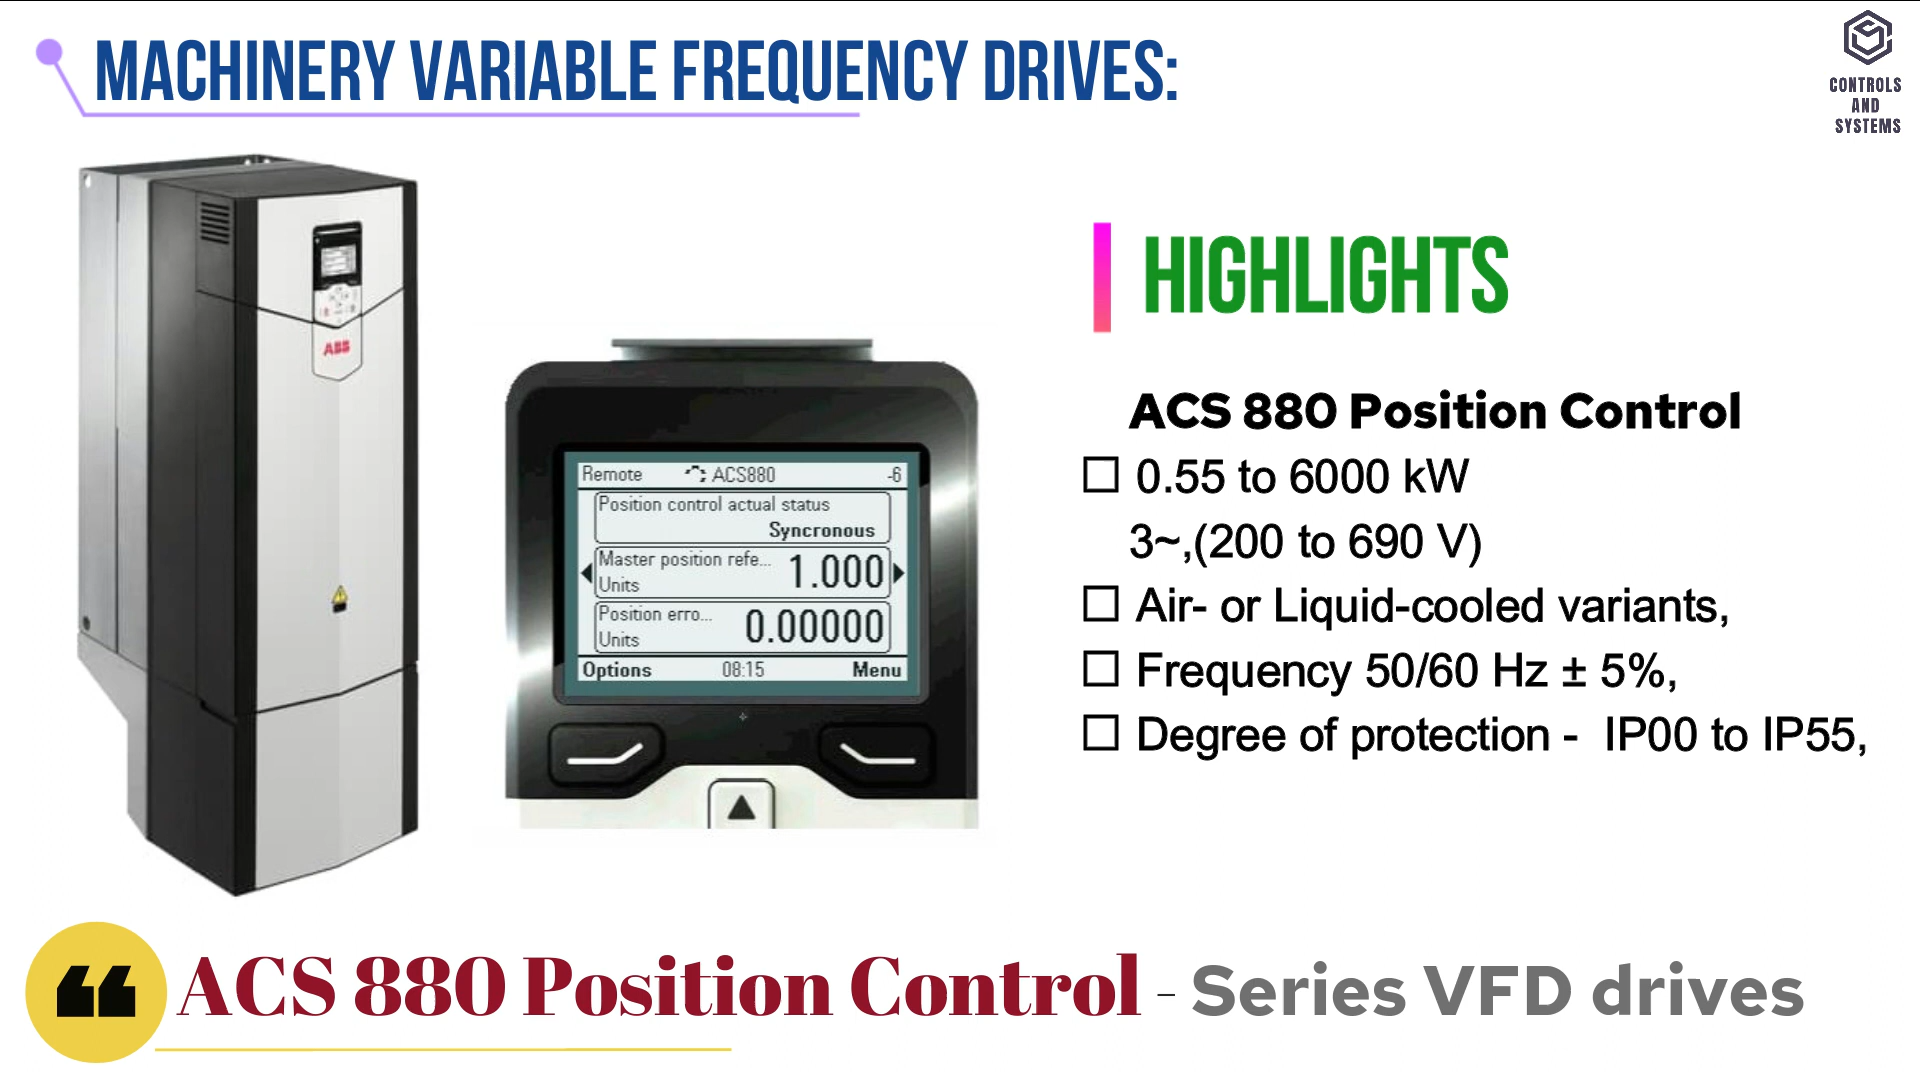 MACHINERY VARIABLE FREQUENCY DRIVES:
CONTROLS
AND
SYSTEMS
ABB
Remote ACS880 -6
Position control actual status
Syncronous
Master position refe... 1.000
Units
Position erro... 0.00000
Units
Options 08:15 Menu
HIGHLIGHTS
ACS 880 Position Control
☐ 0.55 to 6000 kW
3~,(200 to 690 V)
☐ Air- or Liquid-cooled variants,
☐ Frequency 50/60 Hz ± 5%,
☐ Degree of protection - IP00 to IP55,
❝ ACS 880 Position Control - Series VFD drives